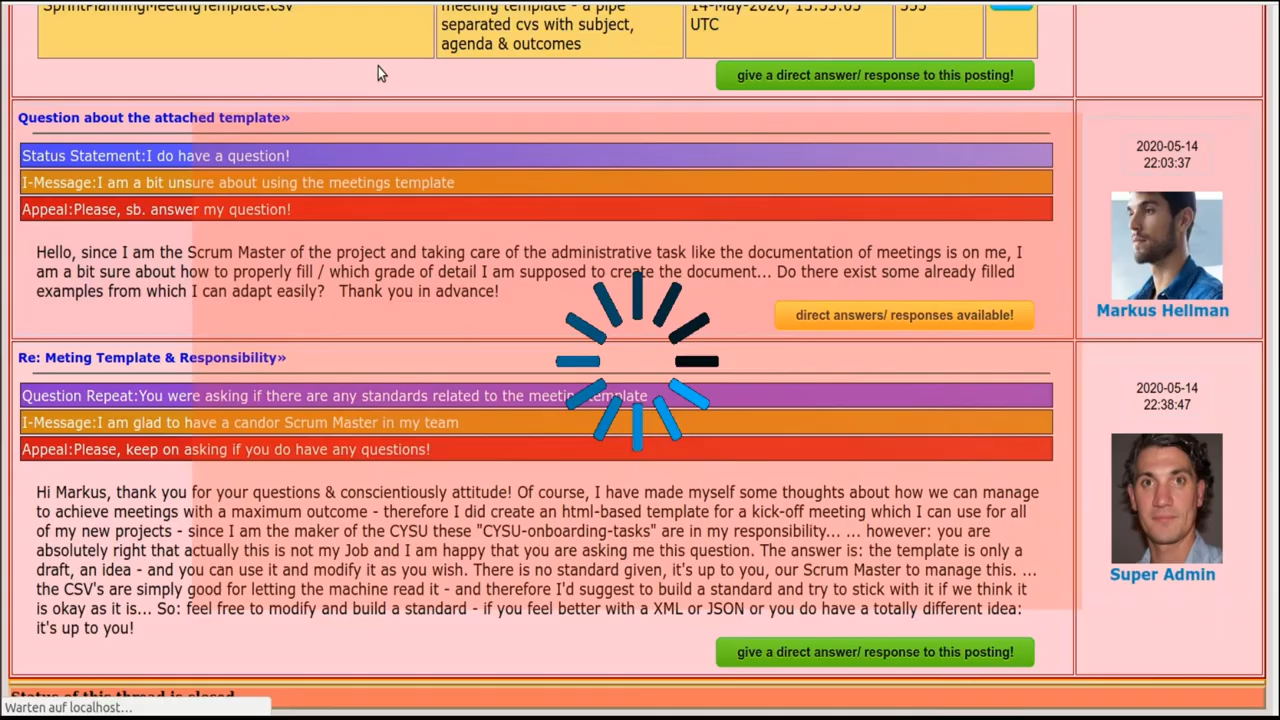 SprintPlanningMeetingTemplate.csv
meeting template - a pipe
separated cvs with subject,
agenda & outcomes
14-May-2020, 13:53:05
UTC
give a direct answer/ response to this posting!
Question about the attached template»
Status Statement:I do have a question!
I-Message:I am a bit unsure about using the meetings template
Appeal:Please, sb. answer my question!
Hello, since I am the Scrum Master of the project and taking care of the administrative task like the documentation of meetings is on me, I
am a bit sure about how to properly fill / which grade of detail I am supposed to create the document... Do there exist some already filled
examples from which I can adapt easily? Thank you in advance!
direct answers/ responses available!
2020-05-14
22:03:37
Markus Hellman
Re: Meting Template & Responsibility»
Question Repeat:You were asking if there are any standards related to the meeting template
I-Message:I am glad to have a candor Scrum Master in my team
Appeal:Please, keep on asking if you do have any questions!
Hi Markus, thank you for your questions & conscientiously attitude! Of course, I have made myself some thoughts about how we can manage
to achieve meetings with a maximum outcome - therefore I did create an html-based template for a kick-off meeting which I can use for all
of my new projects - since I am the maker of the CYSU these "CYSU-onboarding-tasks" are in my responsibility... ... however: you are
absolutely right that actually this is not my Job and I am happy that you are asking me this question. The answer is: the template is only a
draft, an idea - and you can use it and modify it as you wish. There is no standard given, it's up to you, our Scrum Master to manage this. ...
the CSV's are simply good for letting the machine read it - and therefore I'd suggest to build a standard and try to stick with it if we think it
is okay as it is... So: feel free to modify and build a standard - if you feel better with a XML or JSON or you do have a totally different idea:
it's up to you!
give a direct answer/ response to this posting!
2020-05-14
22:38:47
Super Admin
Status of this thread is closed
Warten auf localhost...